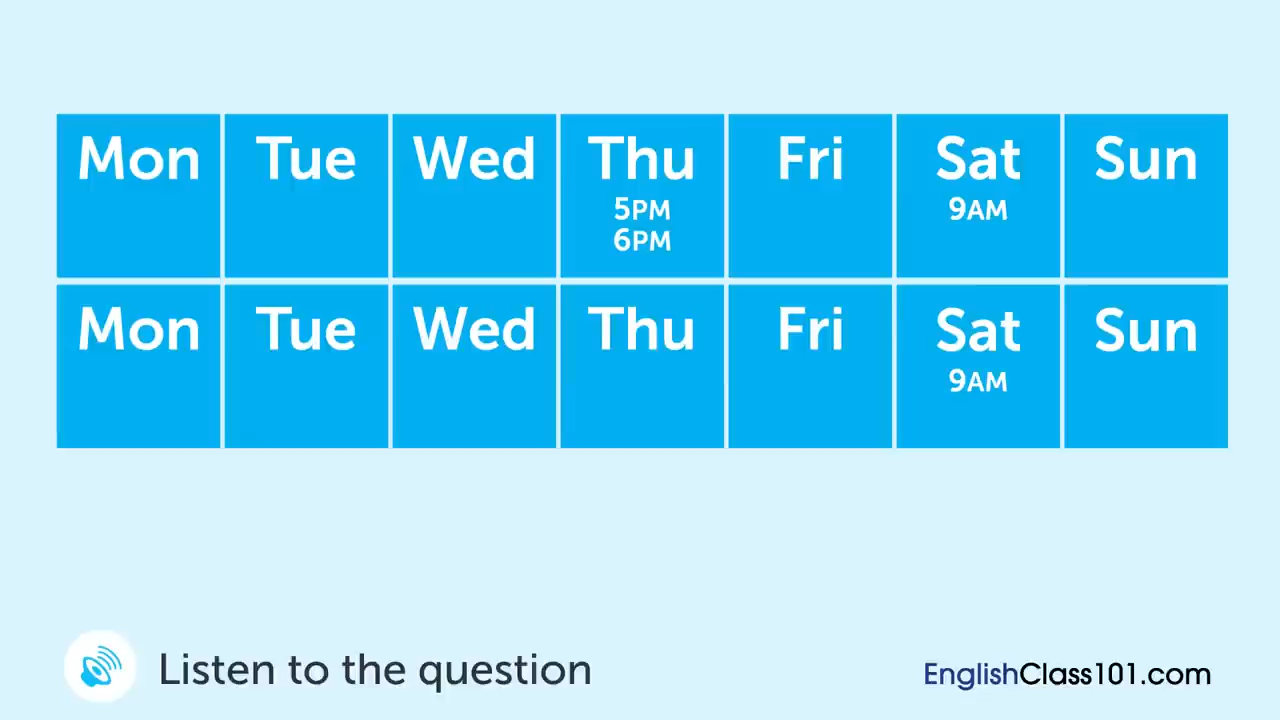 Mon Tue Wed Thu Fri Sat Sun
5PM 9AM
6PM
Mon Tue Wed Thu Fri Sat Sun
9AM
Listen to the question
EnglishClass101.com